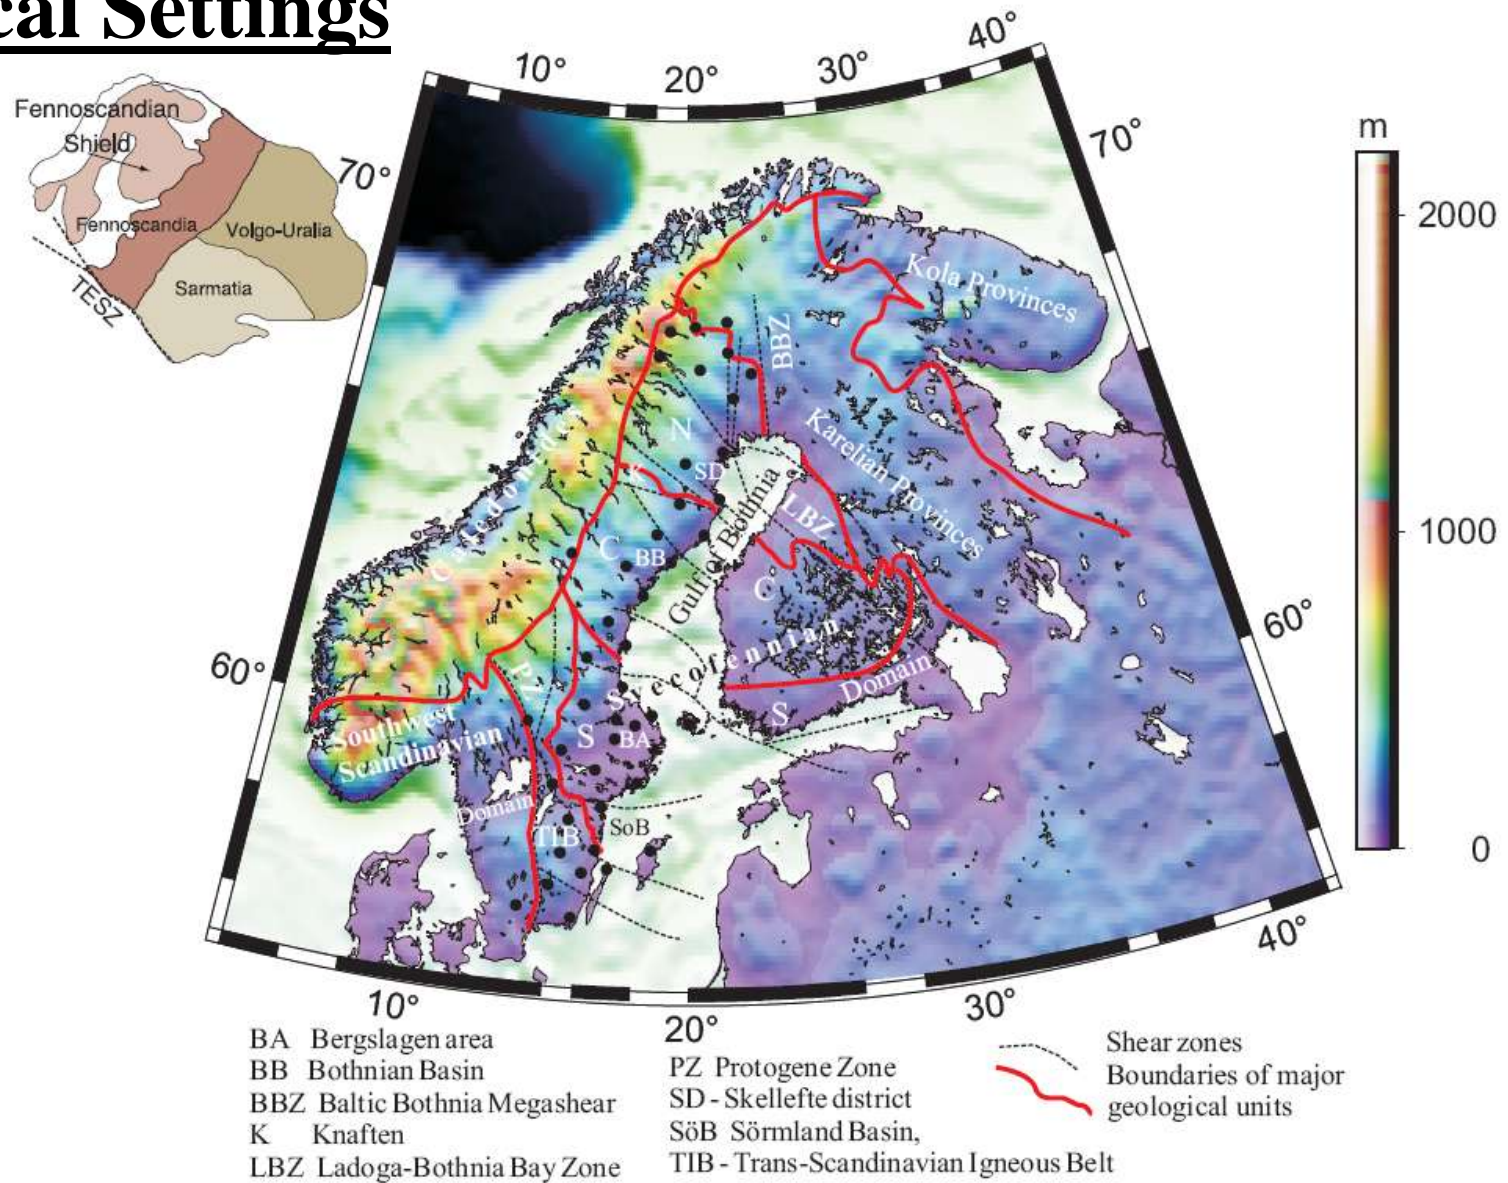 cal Settings
Fennoscandian
Shield
Fennoscandia
Volgo-Uralia
Sarmatia
TESZ
10°
20°
30°
40°
70°
70°
60°
60°
10°
20°
30°
40°
m
2000
1000
0
Kola Provinces
BBZ
Karelian Provinces
N
SD
K
Caledonides
Gulf of Bothnia
LBZ
C
BB
C
Svecofennian
Domain
S
PZ
S
BA
Southwest
Scandinavian
Domain
TIB
SoB
BA Bergslagen area
BB Bothnian Basin
BBZ Baltic Bothnia Megashear
K Knaften
LBZ Ladoga-Bothnia Bay Zone
PZ Protogene Zone
SD - Skellefte district
SöB Sörmland Basin,
TIB - Trans-Scandinavian Igneous Belt
Shear zones
Boundaries of major
geological units